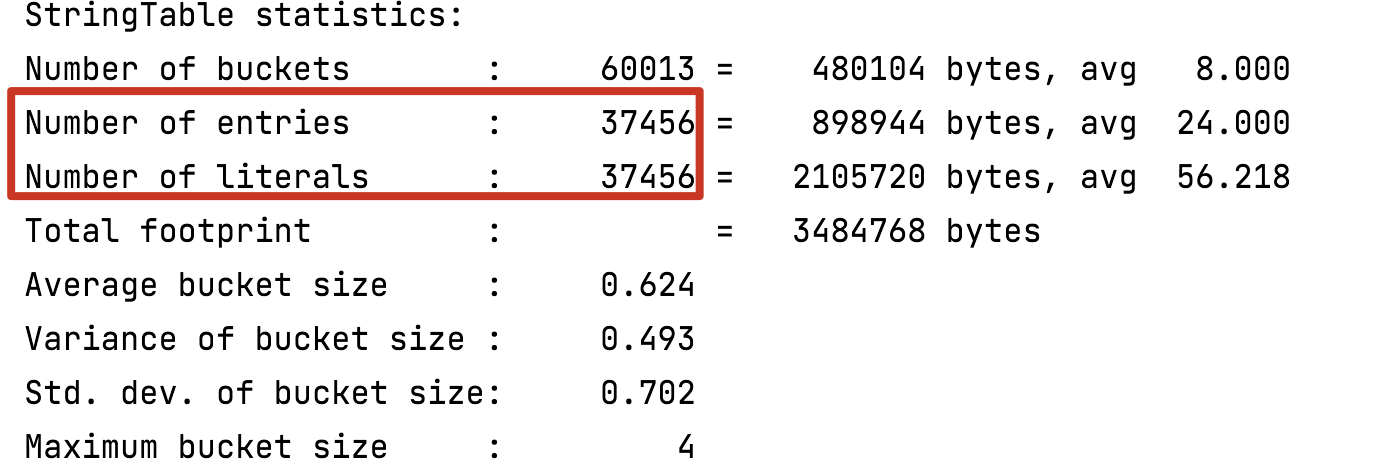 StringTable statistics:
Number of buckets       :     60013 =    480104 bytes, avg   8.000
Number of entries       :     37456 =    898944 bytes, avg  24.000
Number of literals      :     37456 =   2105720 bytes, avg  56.218
Total footprint         :           =   3484768 bytes
Average bucket size     :     0.624
Variance of bucket size :     0.493
Std. dev. of bucket size:     0.702
Maximum bucket size     :         4